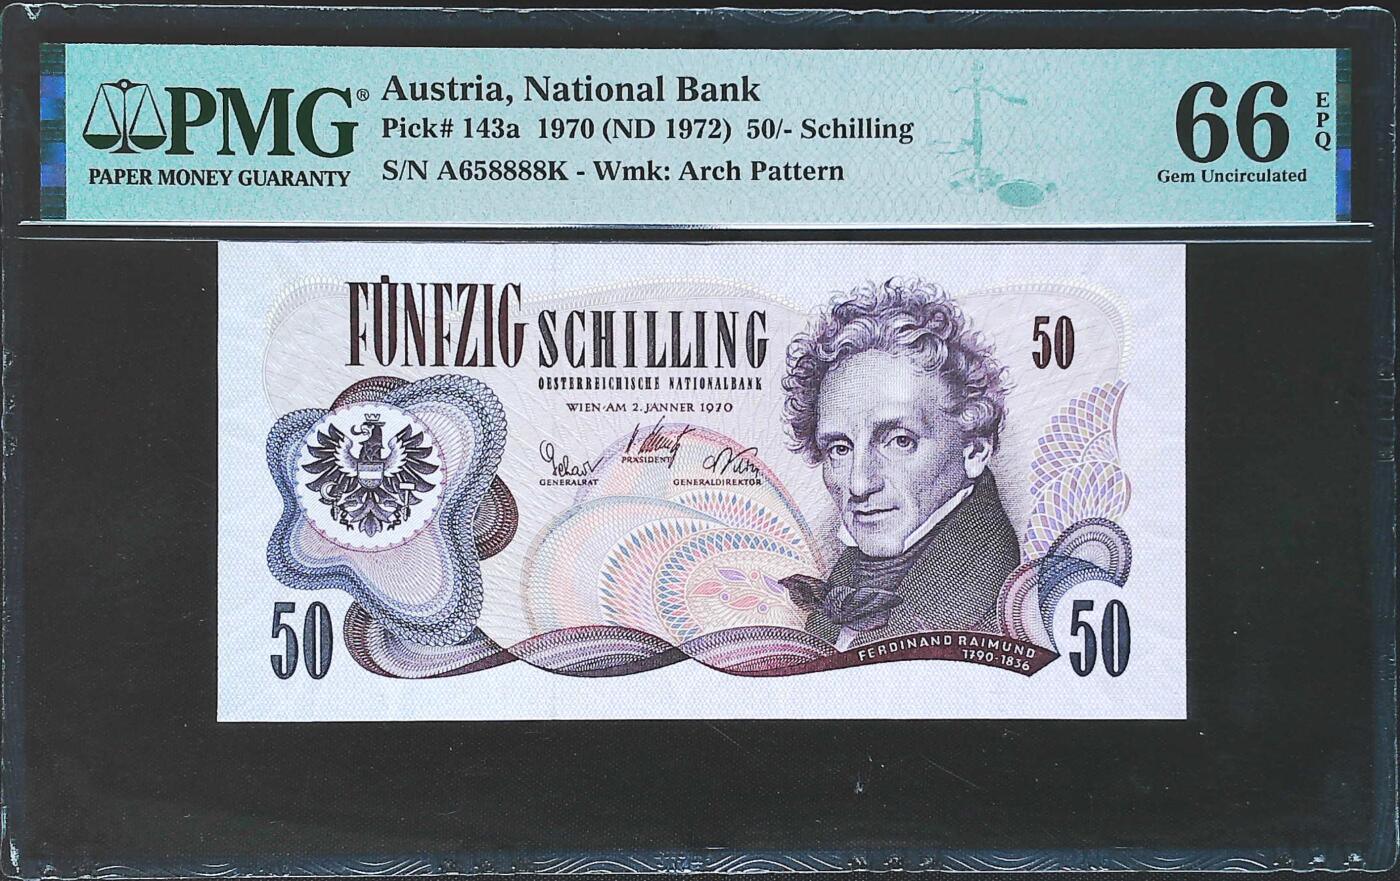 PMG®
PAPER MONEY GUARANTY
Austria, National Bank
Pick# 143a 1970 (ND 1972) 50/- Schilling
S/N A658888K - Wmk: Arch Pattern
66
EPQ
Gem Uncirculated
FÜNFZIG SCHILLING
OESTERREICHISCHE NATIONALBANK
WIEN·AM 2. JÄNNER 1970
GENERALRAT
PRÄSIDENT
GENERALDIREKTOR
50
50
50
FERDINAND RAIMUND
1790-1836